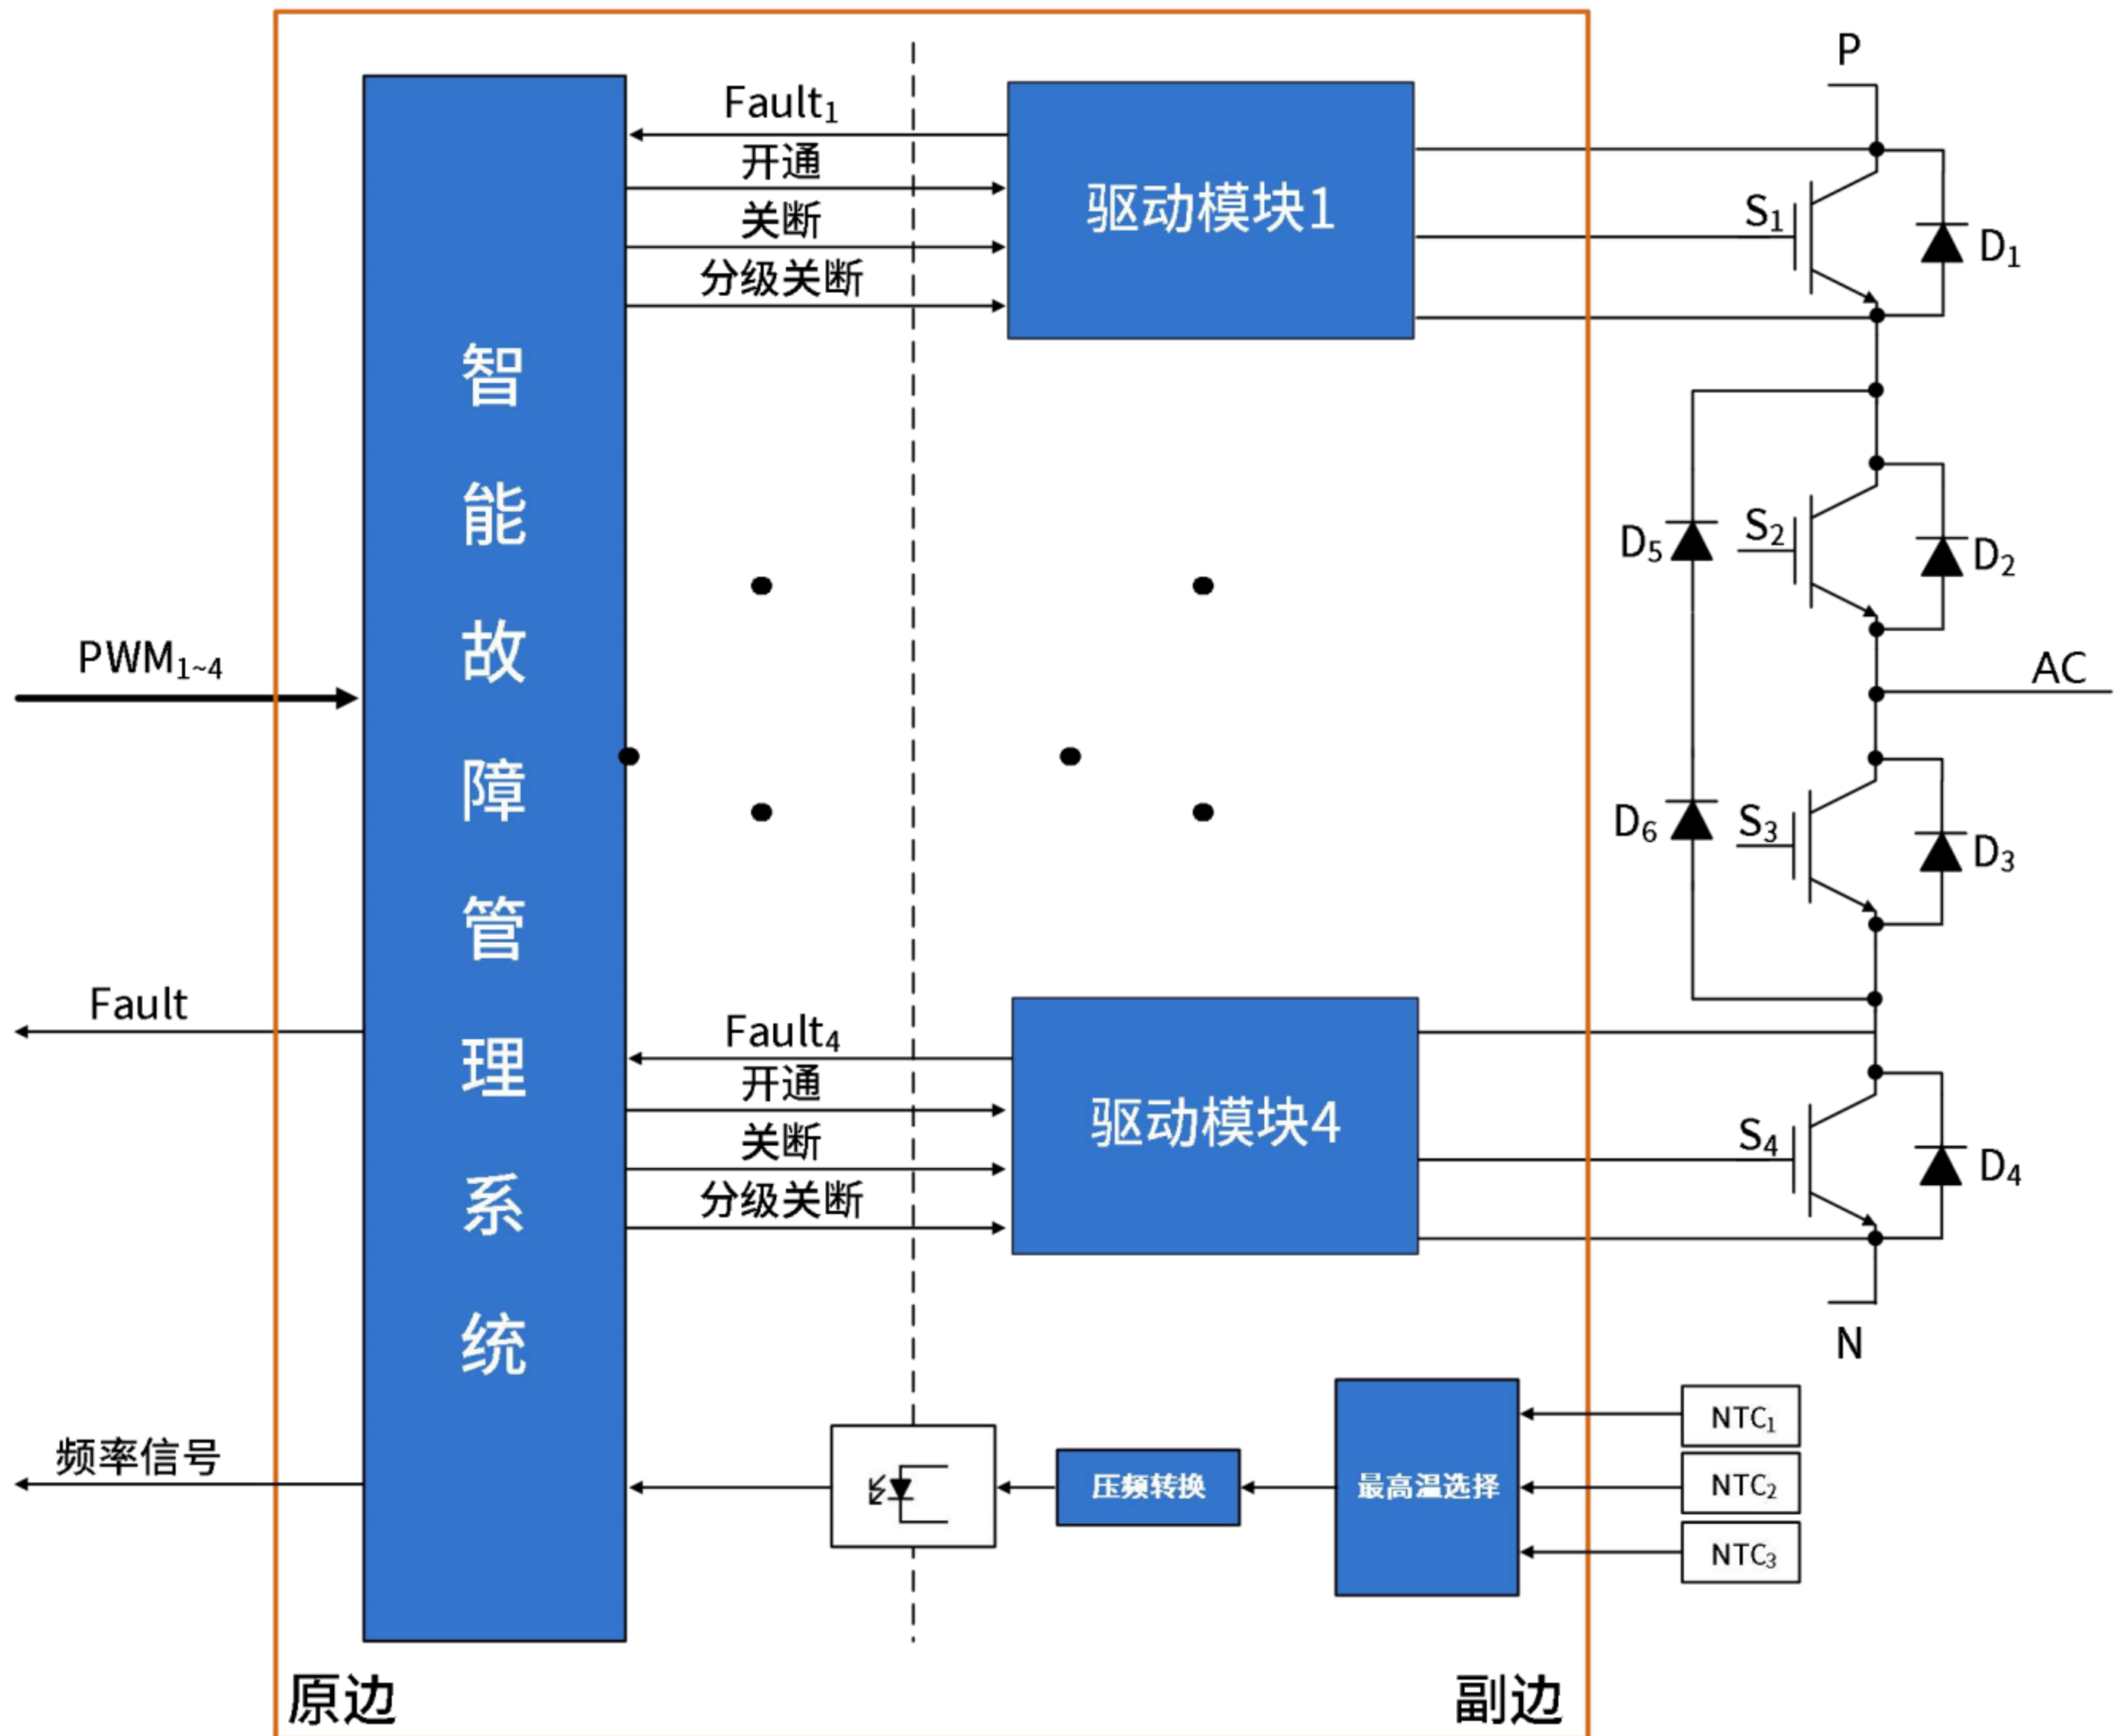 P
Fault₁
开通
关断
分级关断
驱动模块1
S₁
D₁
智能故障管理系统
D₅
S₂
D₂
PWM₁~₄
AC
D₆
S₃
D₃
Fault
Fault₄
开通
关断
分级关断
驱动模块4
S₄
D₄
N
频率信号
压频转换
最高温选择
NTC₁
NTC₂
NTC₃
原边
副边